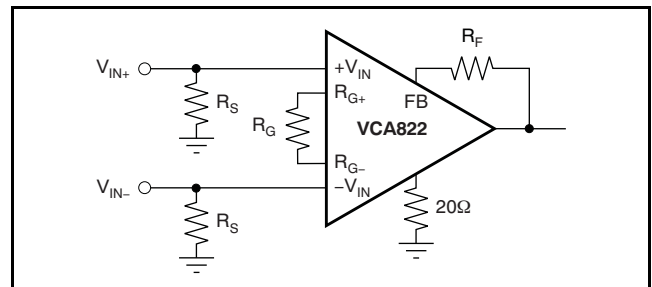 R_F
V_IN+
+V_IN
R_S
R_G+
FB
R_G
VCA822
R_G−
V_IN−
−V_IN
R_S
20Ω